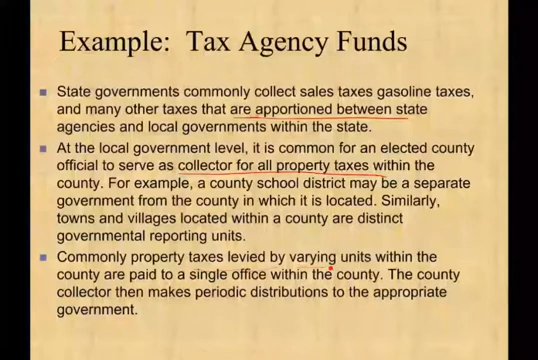 Example: Tax Agency Funds
State governments commonly collect sales taxes gasoline taxes,
and many other taxes that are apportioned between state
agencies and local governments within the state.
At the local government level, it is common for an elected county
official to serve as collector for all property taxes within the
county. For example, a county school district may be a separate
government from the county in which it is located. Similarly,
towns and villages located within a county are distinct
governmental reporting units.
Commonly property taxes levied by varying units within the
county are paid to a single office within the county. The county
collector then makes periodic distributions to the appropriate
government.